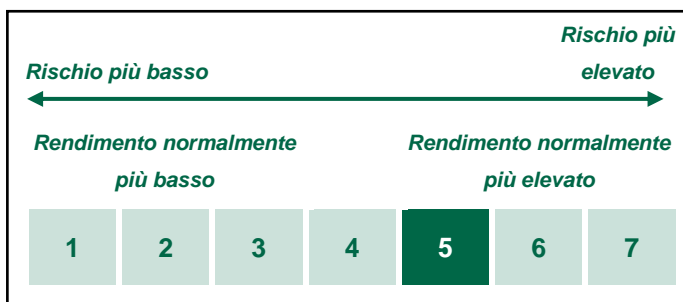 Rischio più
Rischio più basso
elevato
Rendimento normalmente
più basso
Rendimento normalmente
più elevato
1 2 3 4 5 6 7